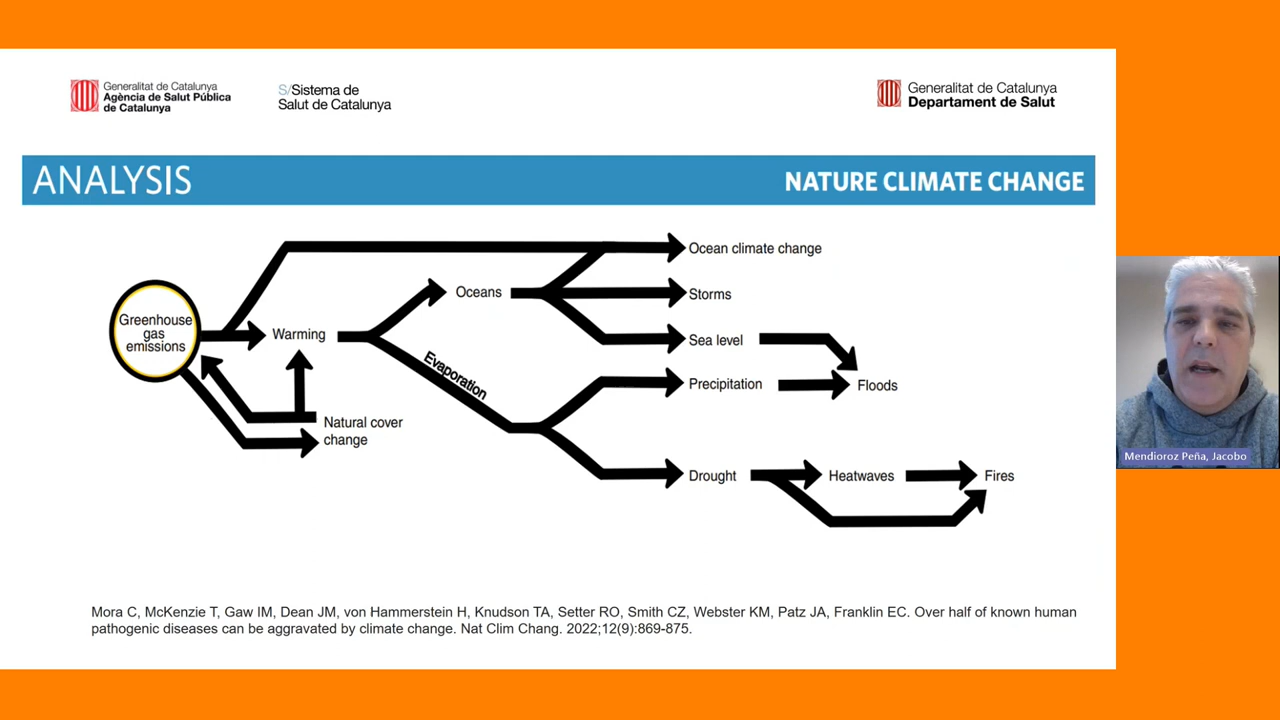 Generalitat de Catalunya
Agència de Salut Pública
de Catalunya
S/Sistema de
Salut de Catalunya
Generalitat de Catalunya
Departament de Salut
ANALYSIS
NATURE CLIMATE CHANGE
Greenhouse
gas
emissions
Warming
Natural cover
change
Oceans
Evaporation
Ocean climate change
Storms
Sea level
Precipitation
Floods
Drought
Heatwaves
Fires
Mora C, McKenzie T, Gaw IM, Dean JM, von Hammerstein H, Knudson TA, Setter RO, Smith CZ, Webster KM, Patz JA, Franklin EC. Over half of known human
pathogenic diseases can be aggravated by climate change. Nat Clim Chang. 2022;12(9):869-875.
Mendioroz Peña, Jacobo